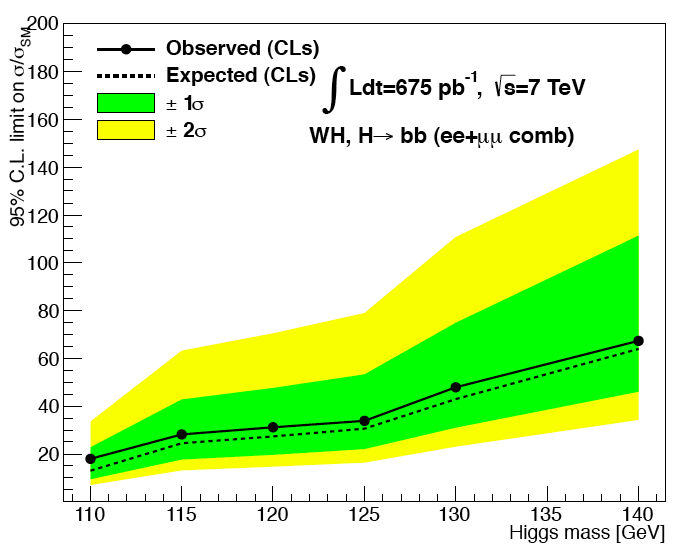 95% C.L. limit on σ/σSM
200
180
160
140
120
100
80
60
40
20
Observed (CLs)
Expected (CLs)
± 1σ
± 2σ
∫ Ldt=675 pb-1, √s=7 TeV
WH, H→ bb (ee+μμ comb)
110 115 120 125 130 135 140
Higgs mass [GeV]